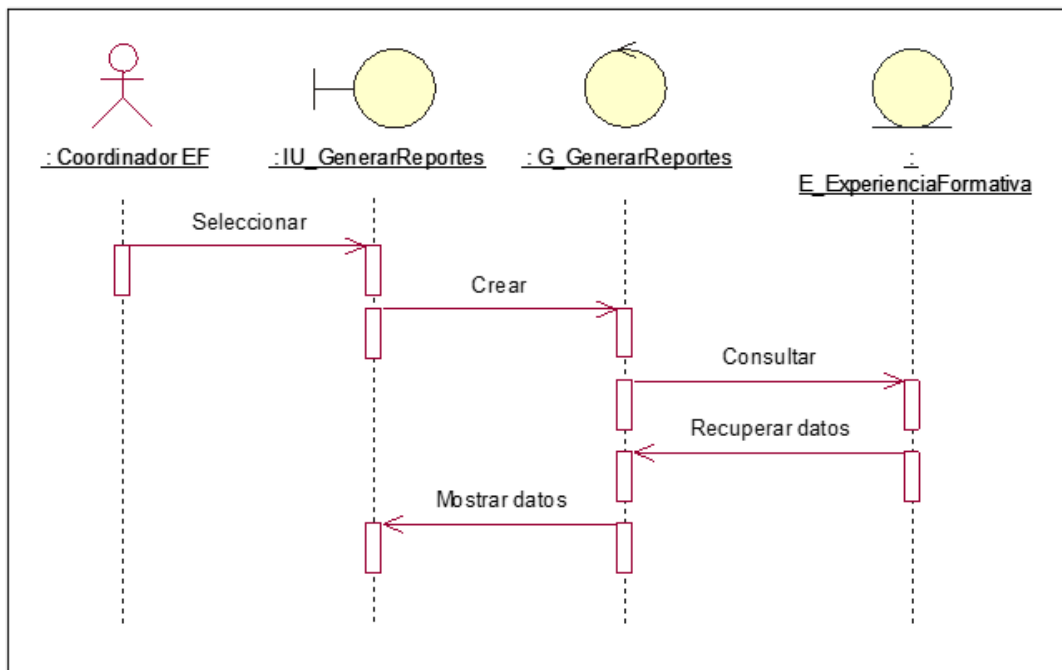 : Coordinador EF
: IU_GenerarReportes
: G_GenerarReportes
:
E_ExperienciaFormativa
Seleccionar
Crear
Consultar
Recuperar datos
Mostrar datos